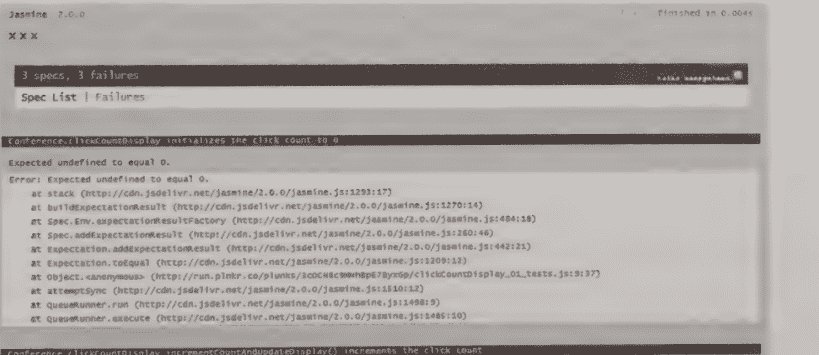 Jasmine 2.0.0
finished in 0.004s
x x x
3 specs, 3 failures
raise exceptions
Spec List | Failures
Conference.clickCountDisplay initializes the click count to 0
Expected undefined to equal 0.
Error: Expected undefined to equal 0.
at stack (http://cdn.jsdelivr.net/jasmine/2.0.0/jasmine.js:1293:17)
at buildExpectationResult (http://cdn.jsdelivr.net/jasmine/2.0.0/jasmine.js:1270:14)
at Spec.Env.expectationResultFactory (http://cdn.jsdelivr.net/jasmine/2.0.0/jasmine.js:484:18)
at Spec.addExpectationResult (http://cdn.jsdelivr.net/jasmine/2.0.0/jasmine.js:260:46)
at Expectation.addExpectationResult (http://cdn.jsdelivr.net/jasmine/2.0.0/jasmine.js:442:21)
at Expectation.toEqual (http://cdn.jsdelivr.net/jasmine/2.0.0/jasmine.js:1209:12)
at Object.<anonymous>
at attemptSync (http://cdn.jsdelivr.net/jasmine/2.0.0/jasmine.js:1510:12)
at QueueRunner.run (http://cdn.jsdelivr.net/jasmine/2.0.0/jasmine.js:1498:9)
at QueueRunner.execute (http://cdn.jsdelivr.net/jasmine/2.0.0/jasmine.js:1485:10)
Conference.clickCountDisplay incrementCountAndUpdateDisplay() increments the click count